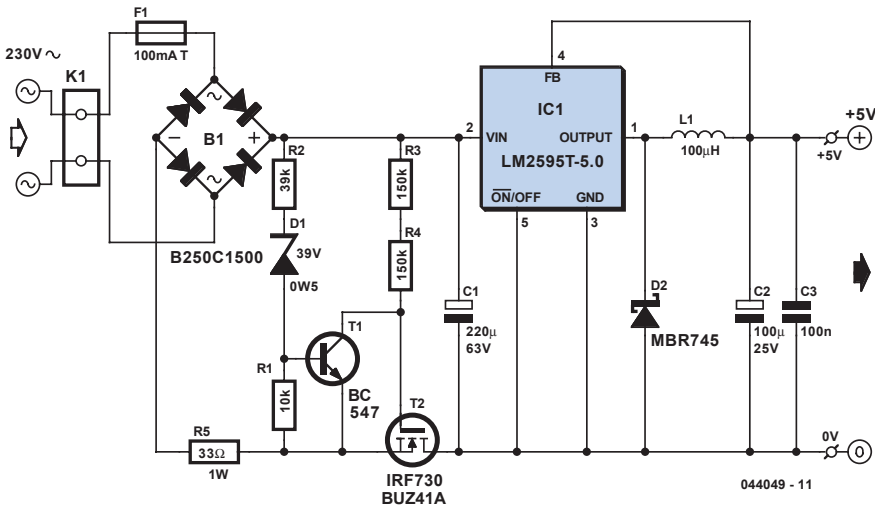 F1
100mA T
230V ~
K1
B1
~
~
−
+
B250C1500
R2
39k
D1
39V
0W5
R3
150k
R4
150k
T1
BC
547
R1
10k
R5
33Ω
1W
T2
IRF730
BUZ41A
C1
220µ
63V
4
FB
IC1
2
VIN
OUTPUT
1
LM2595T-5.0
ON/OFF
GND
5
3
L1
100µH
D2
MBR745
C2
100µ
25V
C3
100n
+5V
+
+5V
0V
0
044049 - 11